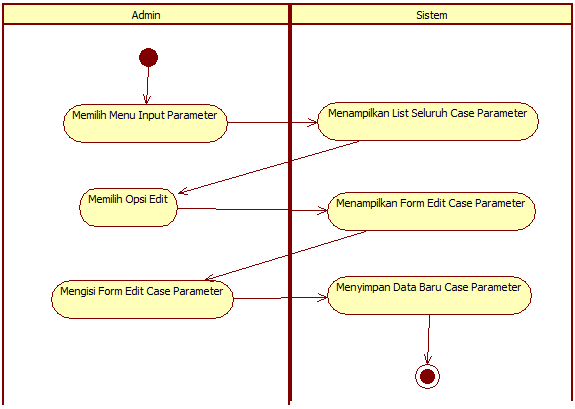 Admin
Sistem
Memilih Menu Input Parameter
Menampilkan List Seluruh Case Parameter
Memilih Opsi Edit
Menampilkan Form Edit Case Parameter
Mengisi Form Edit Case Parameter
Menyimpan Data Baru Case Parameter